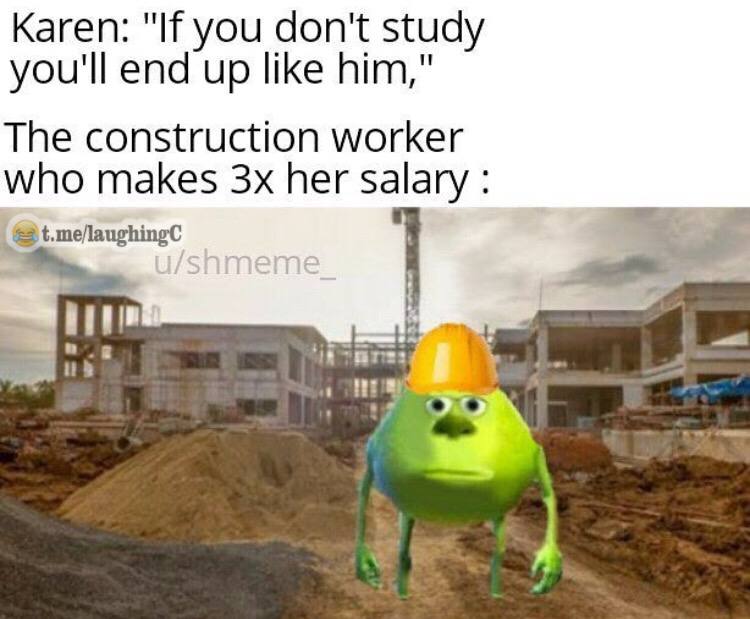 Karen: "If you don't study
you'll end up like him,"
The construction worker
who makes 3x her salary :
t.me/laughingC
u/shmeme_